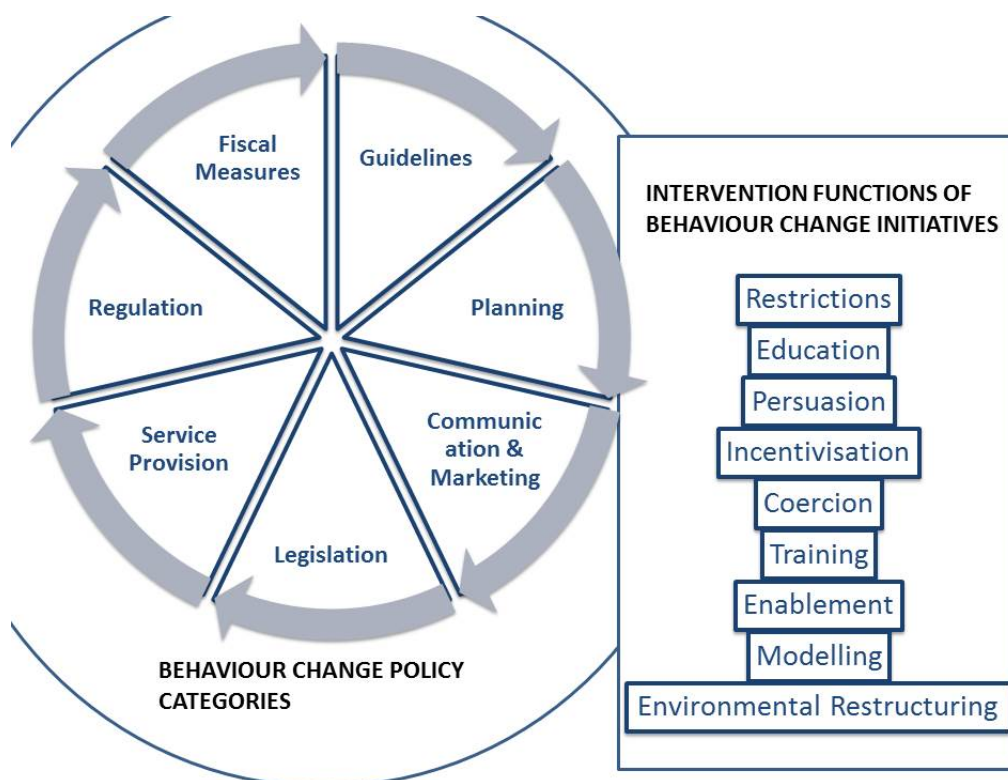 Fiscal
Measures
Guidelines
Regulation
Planning
Service
Provision
Communic
ation &
Marketing
Legislation
BEHAVIOUR CHANGE POLICY
CATEGORIES
INTERVENTION FUNCTIONS OF
BEHAVIOUR CHANGE INITIATIVES
Restrictions
Education
Persuasion
Incentivisation
Coercion
Training
Enablement
Modelling
Environmental Restructuring